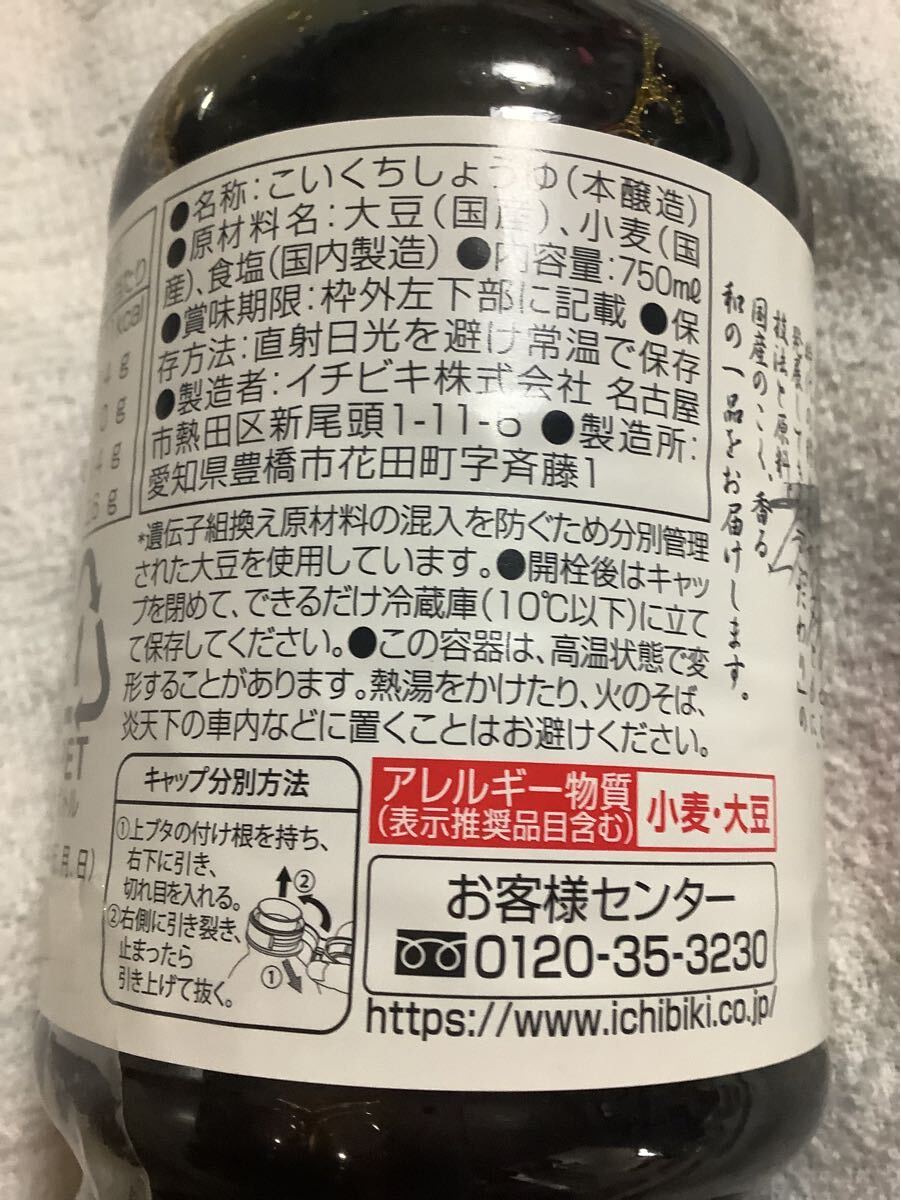 ●名称:こいくちしょうゆ(本醸造)
●原材料名:大豆(国産)、小麦(国
産)、食塩(国内製造) ●内容量:750mℓ
●賞味期限:枠外左下部に記載 ●保
存方法:直射日光を避け常温で保存
●製造者:イチビキ株式会社 名古屋
市熱田区新尾頭1-11-6 ●製造所:
愛知県豊橋市花田町字斉藤1
*遺伝子組換え原材料の混入を防ぐため分別管理
された大豆を使用しています。●開栓後はキャッ
プを閉めて、できるだけ冷蔵庫(10℃以下)に立て
て保存してください。●この容器は、高温状態で変
形することがあります。熱湯をかけたり、火のそば、
炎天下の車内などに置くことはお避けください。
キャップ分別方法
①上ブタの付け根を持ち、
右下に引き、
切れ目を入れる。
②右側に引き裂き、
止まったら
引き上げて抜く。
②
①
アレルギー物質
(表示推奨品目含む)
小麦・大豆
お客様センター
0120-35-3230
https://www.ichibiki.co.jp/
技法と原料
国産のこく、香る
和の一品をお届けします。
kcal
g
g
4g
g
月、日)